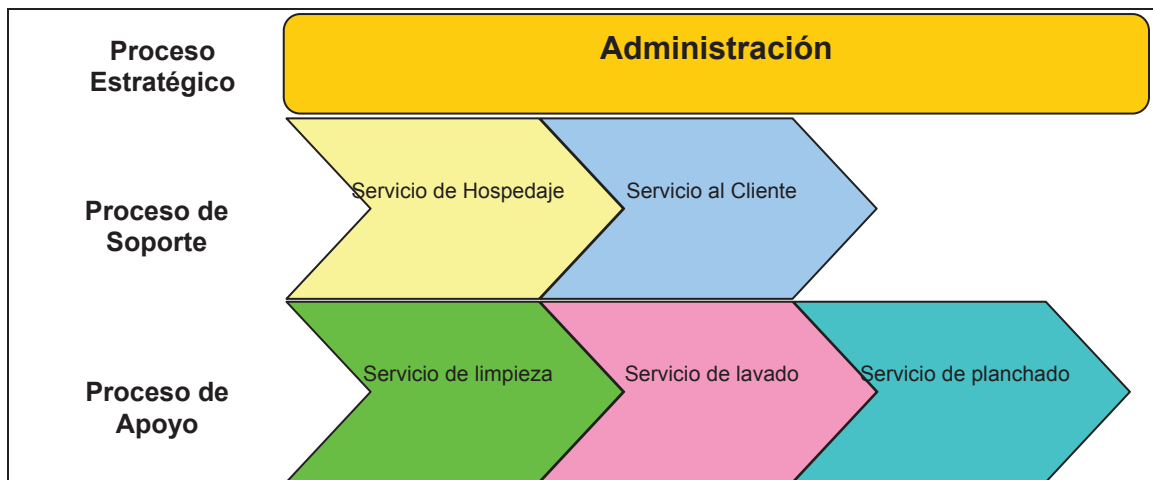 Proceso
Estratégico
Administración
Proceso de
Soporte
Servicio de Hospedaje
Servicio al Cliente
Proceso de
Apoyo
Servicio de limpieza
Servicio de lavado
Servicio de planchado